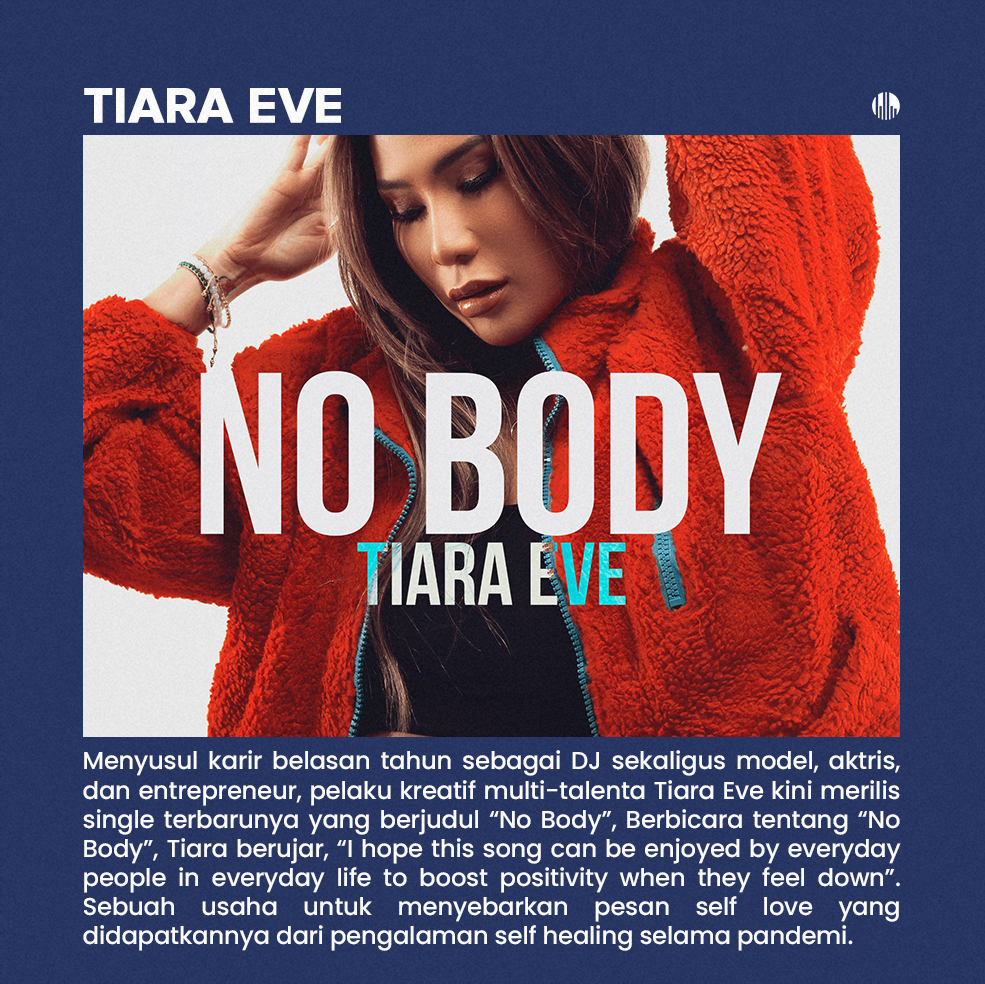 TIARA EVE
NO BODY
TIARA EVE
Menyusul karir belasan tahun sebagai DJ sekaligus model, aktris,
dan entrepreneur, pelaku kreatif multi-talenta Tiara Eve kini merilis
single terbarunya yang berjudul “No Body”, Berbicara tentang “No
Body”, Tiara berujar, “I hope this song can be enjoyed by everyday
people in everyday life to boost positivity when they feel down”.
Sebuah usaha untuk menyebarkan pesan self love yang
didapatkannya dari pengalaman self healing selama pandemi.